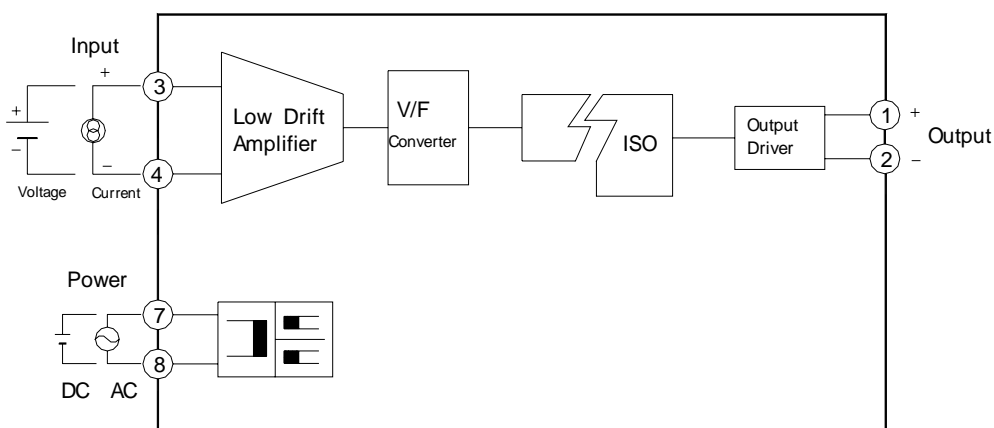 Input
+
3
+
−
−
4
Voltage
Current
Low Drift
Amplifier
V/F
Converter
ISO
Output
Driver
1
+
2
−
Output
Power
7
8
DC
AC